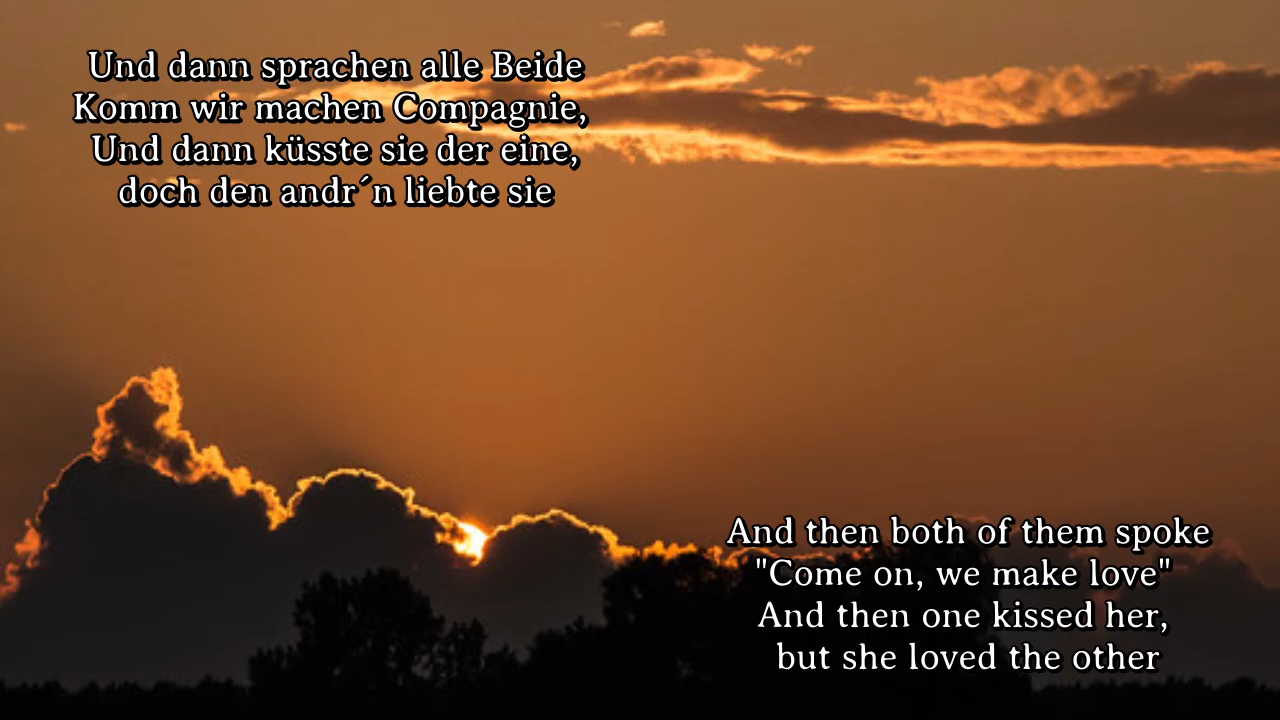 Und dann sprachen alle Beide
Komm wir machen Compagnie,
Und dann küsste sie der eine,
doch den andr´n liebte sie
And then both of them spoke
"Come on, we make love"
And then one kissed her,
but she loved the other